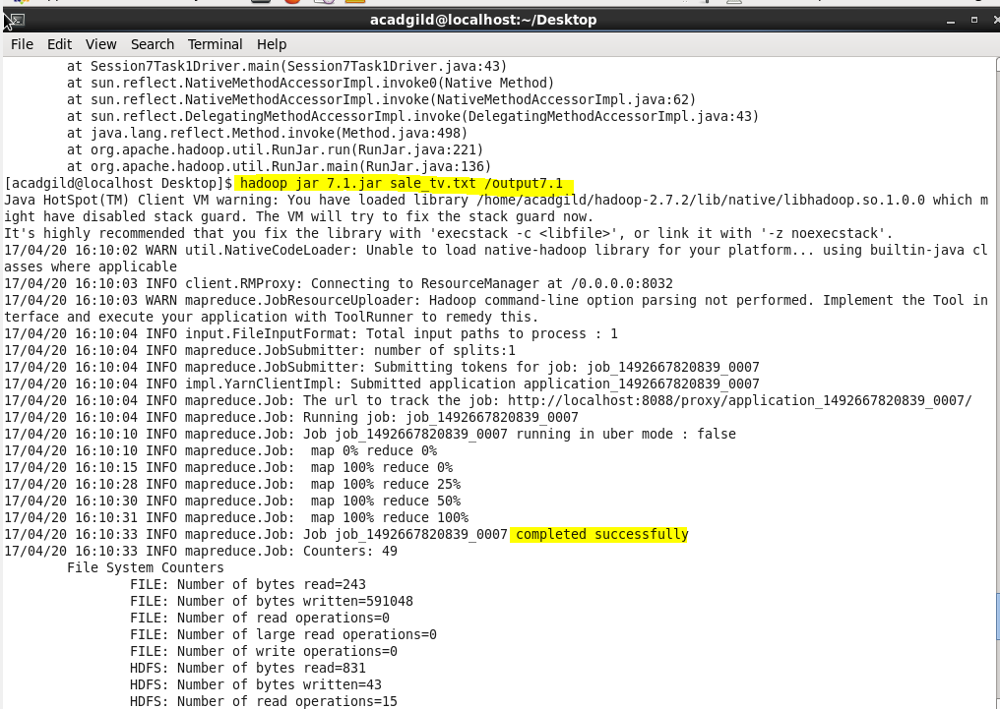 acadgild@localhost:~/Desktop
File Edit View Search Terminal Help
at Session7Task1Driver.main(Session7Task1Driver.java:43)
at sun.reflect.NativeMethodAccessorImpl.invoke0(Native Method)
at sun.reflect.NativeMethodAccessorImpl.invoke(NativeMethodAccessorImpl.java:62)
at sun.reflect.DelegatingMethodAccessorImpl.invoke(DelegatingMethodAccessorImpl.java:43)
at java.lang.reflect.Method.invoke(Method.java:498)
at org.apache.hadoop.util.RunJar.run(RunJar.java:221)
at org.apache.hadoop.util.RunJar.main(RunJar.java:136)
[acadgild@localhost Desktop]$ hadoop jar 7.1.jar sale_tv.txt /output7.1
Java HotSpot(TM) Client VM warning: You have loaded library /home/acadgild/hadoop-2.7.2/lib/native/libhadoop.so.1.0.0 which m
ight have disabled stack guard. The VM will try to fix the stack guard now.
It's highly recommended that you fix the library with 'execstack -c <libfile>', or link it with '-z noexecstack'.
17/04/20 16:10:02 WARN util.NativeCodeLoader: Unable to load native-hadoop library for your platform... using builtin-java cl
asses where applicable
17/04/20 16:10:03 INFO client.RMProxy: Connecting to ResourceManager at /0.0.0.0:8032
17/04/20 16:10:03 WARN mapreduce.JobResourceUploader: Hadoop command-line option parsing not performed. Implement the Tool in
terface and execute your application with ToolRunner to remedy this.
17/04/20 16:10:04 INFO input.FileInputFormat: Total input paths to process : 1
17/04/20 16:10:04 INFO mapreduce.JobSubmitter: number of splits:1
17/04/20 16:10:04 INFO mapreduce.JobSubmitter: Submitting tokens for job: job_1492667820839_0007
17/04/20 16:10:04 INFO impl.YarnClientImpl: Submitted application application_1492667820839_0007
17/04/20 16:10:04 INFO mapreduce.Job: The url to track the job: http://localhost:8088/proxy/application_1492667820839_0007/
17/04/20 16:10:04 INFO mapreduce.Job: Running job: job_1492667820839_0007
17/04/20 16:10:10 INFO mapreduce.Job: Job job_1492667820839_0007 running in uber mode : false
17/04/20 16:10:10 INFO mapreduce.Job:  map 0% reduce 0%
17/04/20 16:10:15 INFO mapreduce.Job:  map 100% reduce 0%
17/04/20 16:10:28 INFO mapreduce.Job:  map 100% reduce 25%
17/04/20 16:10:30 INFO mapreduce.Job:  map 100% reduce 50%
17/04/20 16:10:31 INFO mapreduce.Job:  map 100% reduce 100%
17/04/20 16:10:33 INFO mapreduce.Job: Job job_1492667820839_0007 completed successfully
17/04/20 16:10:33 INFO mapreduce.Job: Counters: 49
File System Counters
FILE: Number of bytes read=243
FILE: Number of bytes written=591048
FILE: Number of read operations=0
FILE: Number of large read operations=0
FILE: Number of write operations=0
HDFS: Number of bytes read=831
HDFS: Number of bytes written=43
HDFS: Number of read operations=15